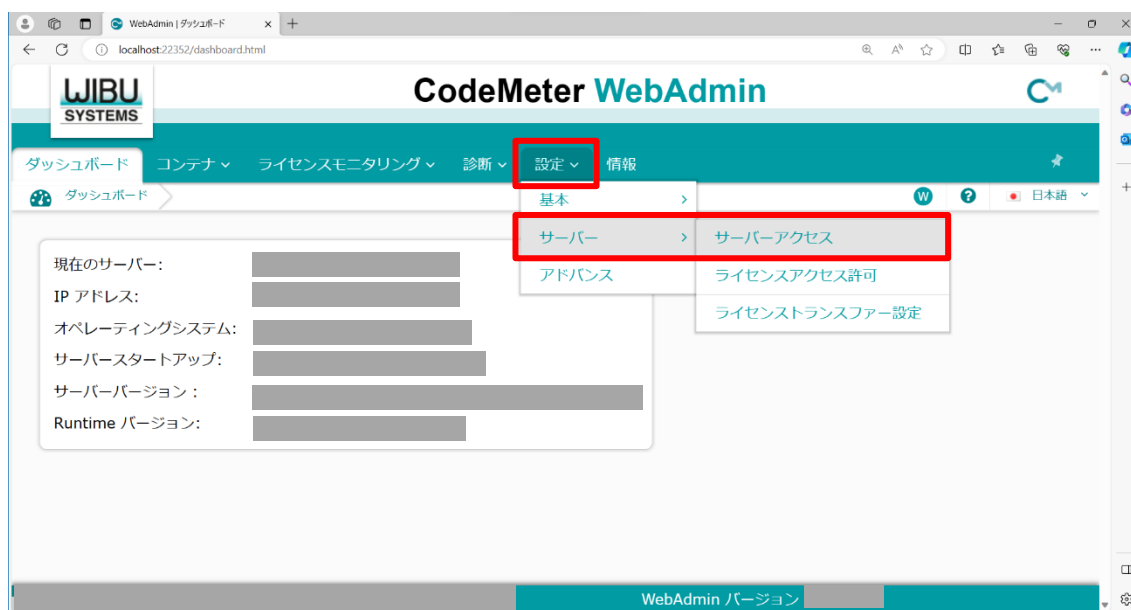 WebAdmin | ダッシュボード
localhost:22352/dashboard.html
WIBU
SYSTEMS
CodeMeter WebAdmin
CM
ダッシュボード コンテナ ライセンスモニタリング 診断 設定 情報
ダッシュボード
W ? 日本語
基本
サーバー
アドバンス
サーバーアクセス
ライセンスアクセス許可
ライセンストランスファー設定
現在のサーバー:
IP アドレス:
オペレーティングシステム:
サーバースタートアップ:
サーバーバージョン :
Runtime バージョン:
WebAdmin バージョン